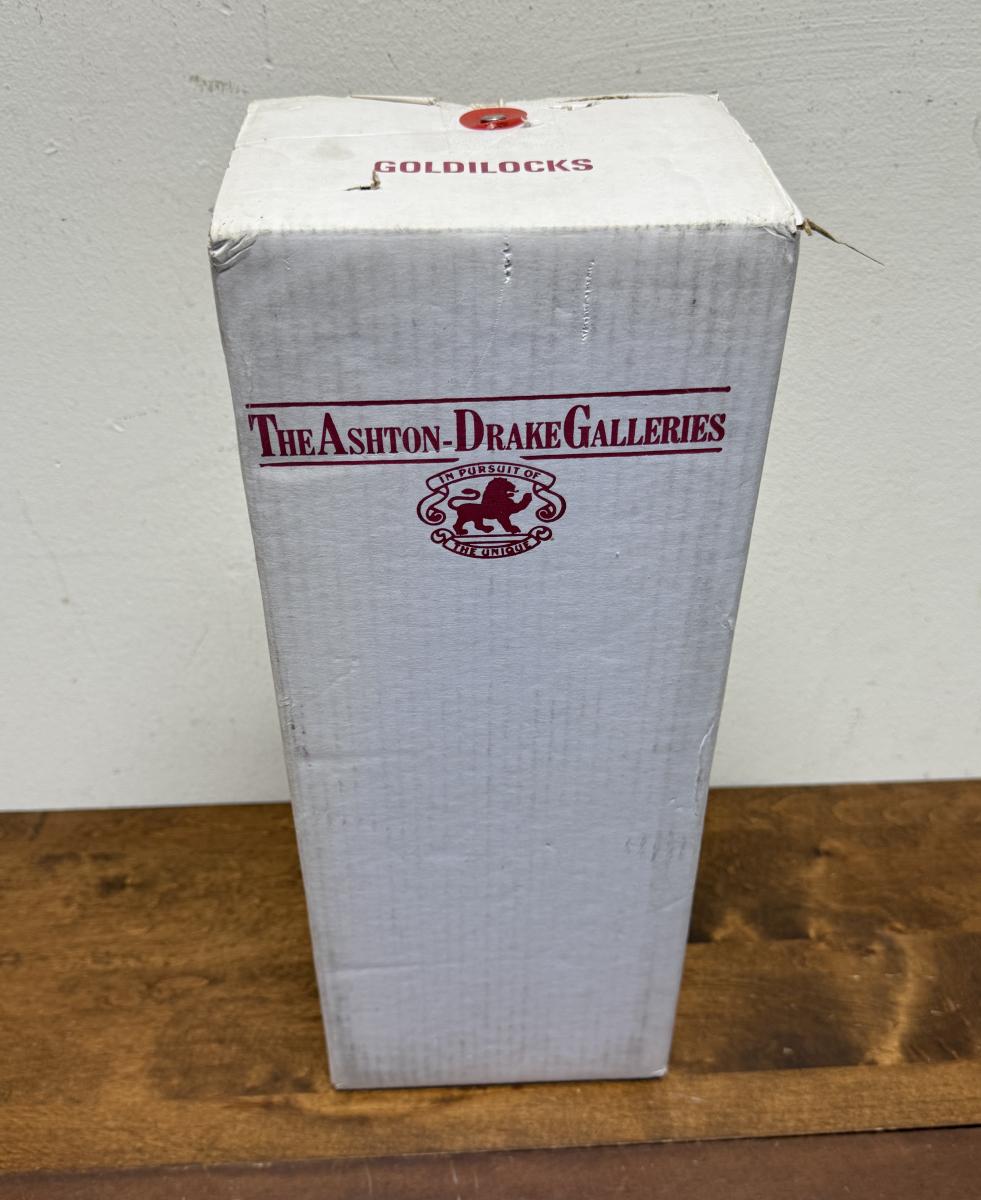 GOLDILOCKS
THE ASHTON-DRAKE GALLERIES
IN PURSUIT OF
THE UNIQUE